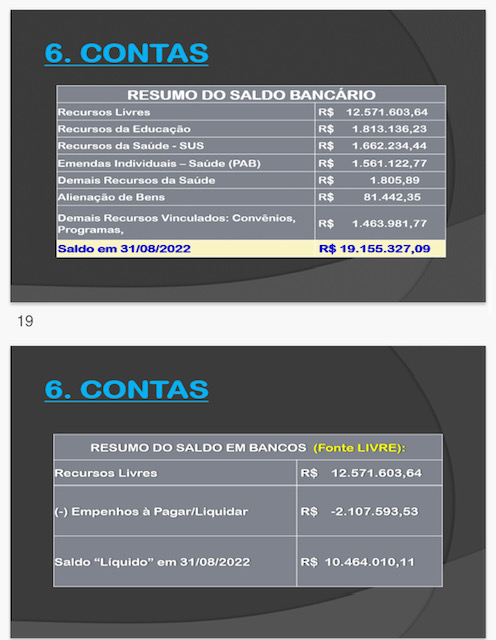 6. CONTAS
RESUMO DO SALDO BANCÁRIO
Recursos Livres R$ 12.571.603,64
Recursos da Educação R$ 1.813.136,23
Recursos da Saúde - SUS R$ 1.662.234,44
Emendas Individuais – Saúde (PAB) R$ 1.561.122,77
Demais Recursos da Saúde R$ 1.805,89
Alienação de Bens R$ 81.442,35
Demais Recursos Vinculados: Convênios,
Programas, R$ 1.463.981,77
Saldo em 31/08/2022 R$ 19.155.327,09
19
6. CONTAS
RESUMO DO SALDO EM BANCOS (Fonte LIVRE):
Recursos Livres R$ 12.571.603,64
(-) Empenhos à Pagar/Liquidar R$ -2.107.593,53
Saldo “Líquido” em 31/08/2022 R$ 10.464.010,11